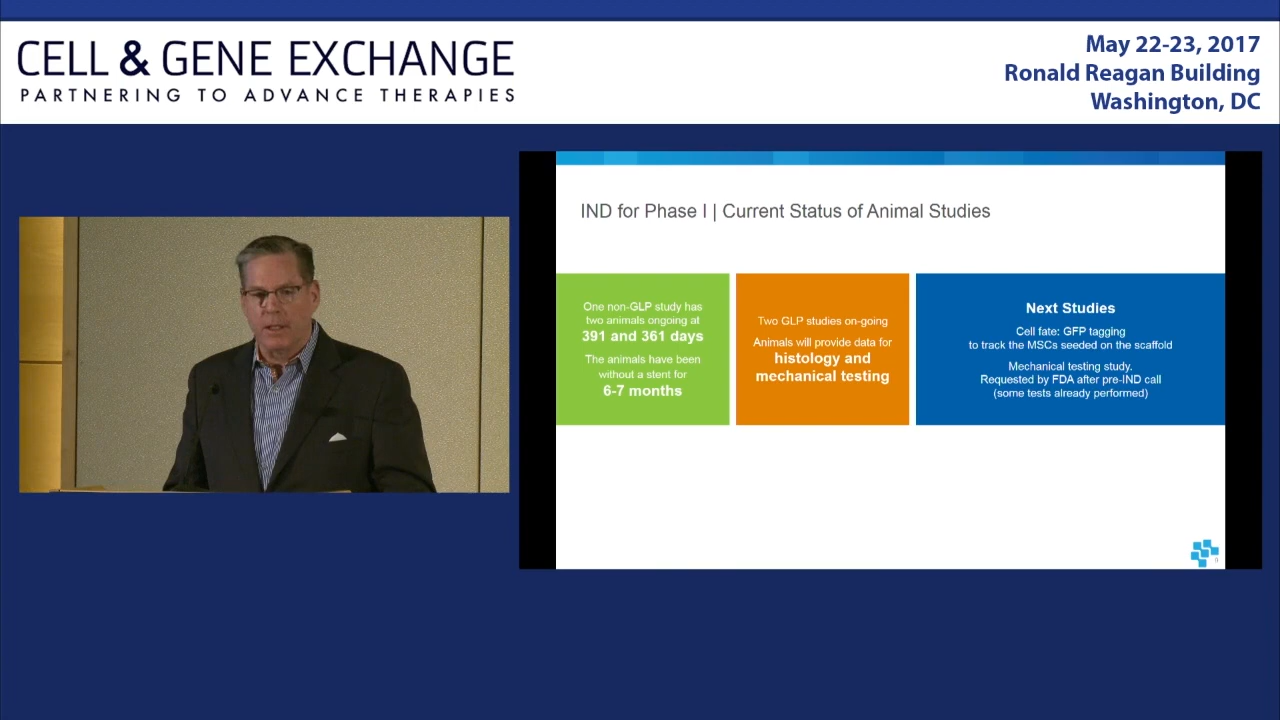 CELL & GENE EXCHANGE
PARTNERING TO ADVANCE THERAPIES
May 22-23, 2017
Ronald Reagan Building
Washington, DC
IND for Phase I | Current Status of Animal Studies
One non-GLP study has
two animals ongoing at
391 and 361 days
The animals have been
without a stent for
6-7 months
Two GLP studies on-going
Animals will provide data for
histology and
mechanical testing
Next Studies
Cell fate: GFP tagging
to track the MSCs seeded on the scaffold
Mechanical testing study.
Requested by FDA after pre-IND call
(some tests already performed)